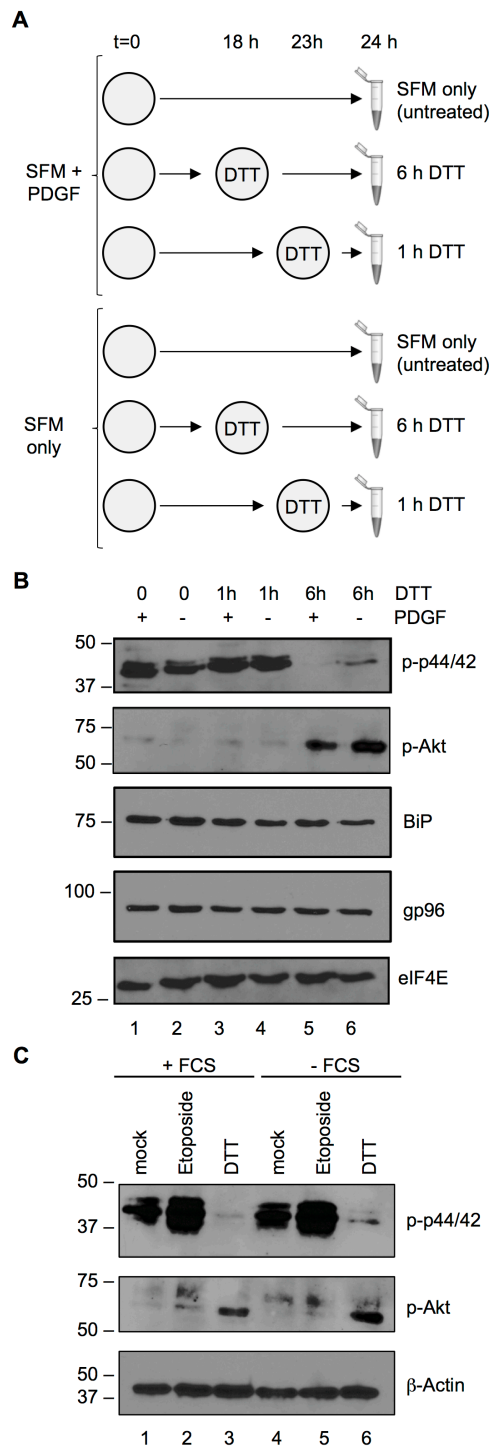 A
t=0 18 h 23h 24 h
SFM only
(untreated)
SFM +
PDGF
DTT
6 h DTT
DTT
1 h DTT
SFM only
(untreated)
SFM
only
DTT
6 h DTT
DTT
1 h DTT
B
0 0 1h 1h 6h 6h DTT
+ - + - + - PDGF
50
37
p-p44/42
75
50
p-Akt
75
BiP
100
gp96
25
eIF4E
1 2 3 4 5 6
C
+ FCS - FCS
mock Etoposide DTT mock Etoposide DTT
50
37
p-p44/42
75
50
p-Akt
50
37
β-Actin
1 2 3 4 5 6